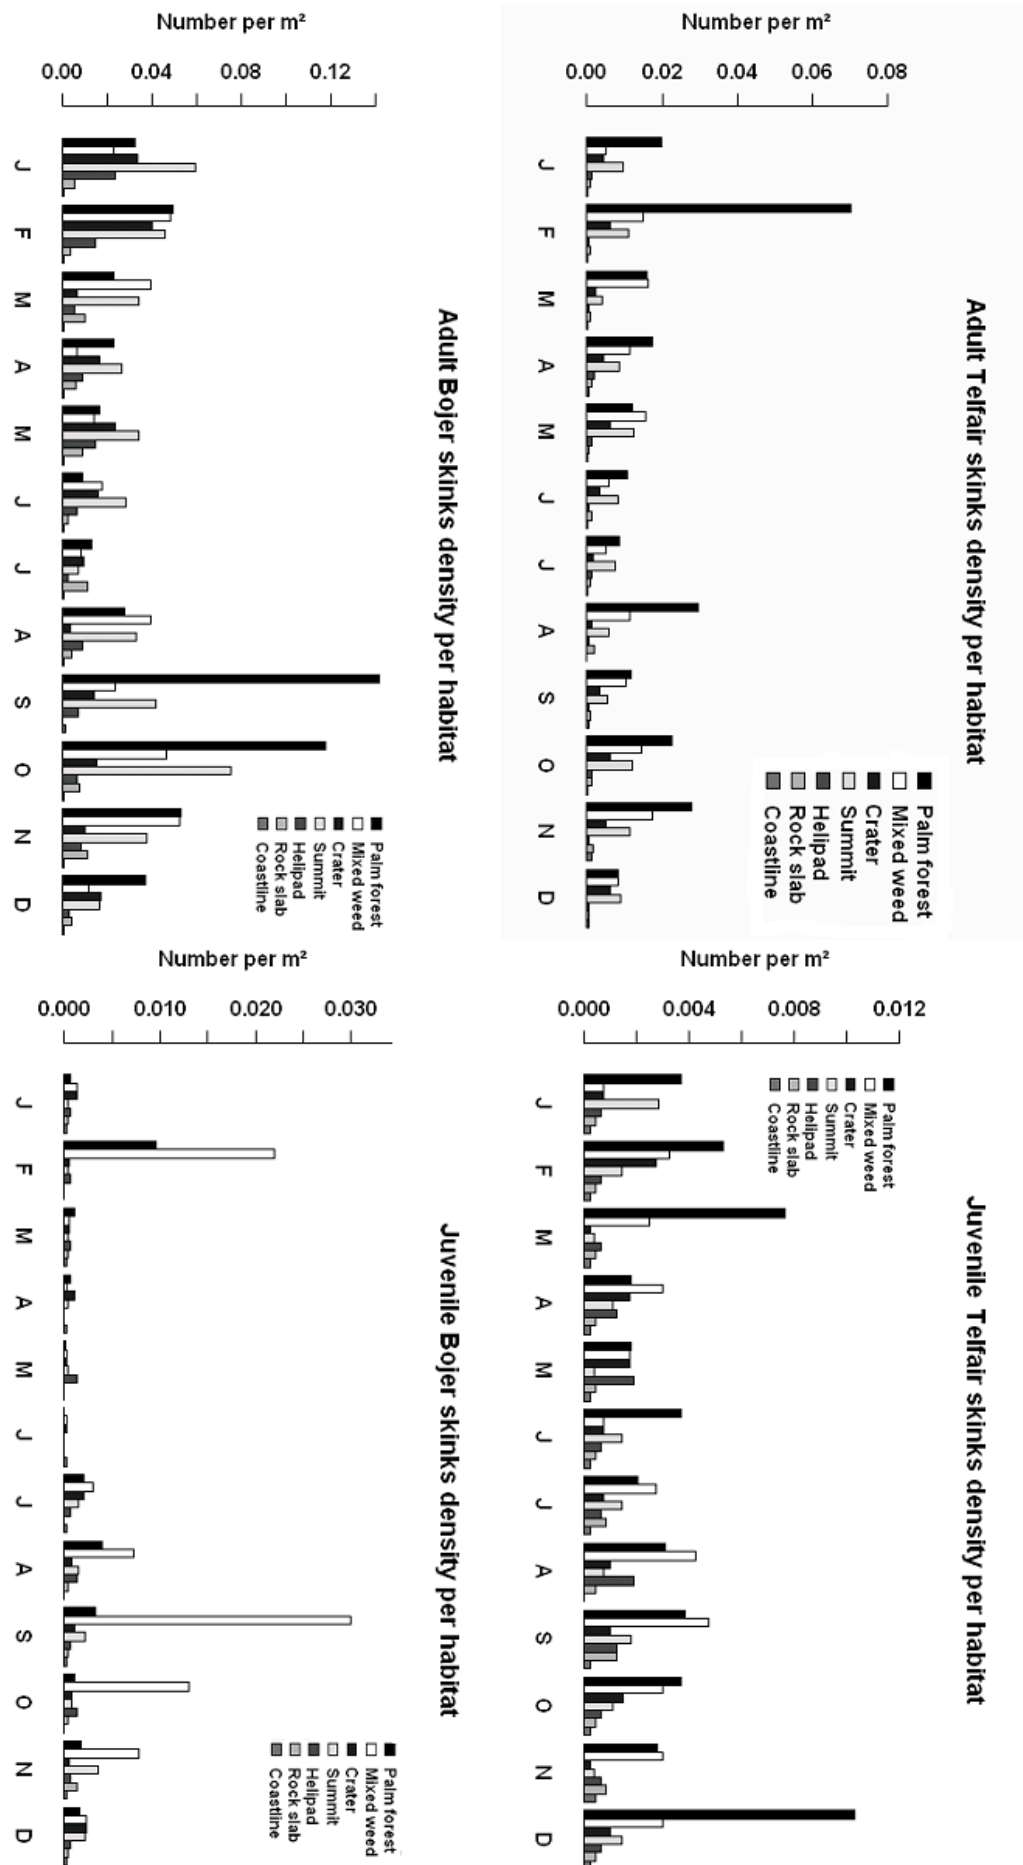 Number per m²
0.00 0.04 0.08 0.12
J
F
M
A
M
J
J
A
S
O
N
D
Adult Bojer skinks density per habitat
Palm forest
Mixed weed
Crater
Summit
Helipad
Rock slab
Coastline
Number per m²
0.00 0.02 0.04 0.06 0.08
J
F
M
A
M
J
J
A
S
O
N
D
Adult Telfair skinks density per habitat
Palm forest
Mixed weed
Crater
Summit
Helipad
Rock slab
Coastline
Number per m²
0.000 0.010 0.020 0.030
J
F
M
A
M
J
J
A
S
O
N
D
Juvenile Bojer skinks density per habitat
Palm forest
Mixed weed
Crater
Summit
Helipad
Rock slab
Coastline
Number per m²
0.000 0.004 0.008 0.012
J
F
M
A
M
J
J
A
S
O
N
D
Juvenile Telfair skinks density per habitat
Palm forest
Mixed weed
Crater
Summit
Helipad
Rock slab
Coastline